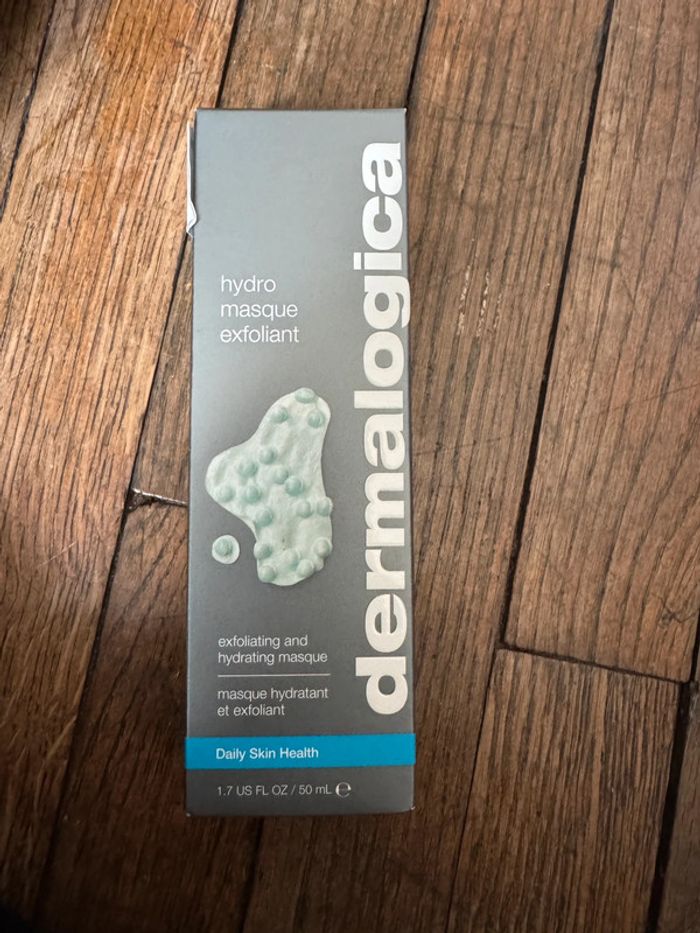 hydro
masque
exfoliant
dermalogica
exfoliating and
hydrating masque
masque hydratant
et exfoliant
Daily Skin Health
1.7 US FL OZ / 50 mL ℮